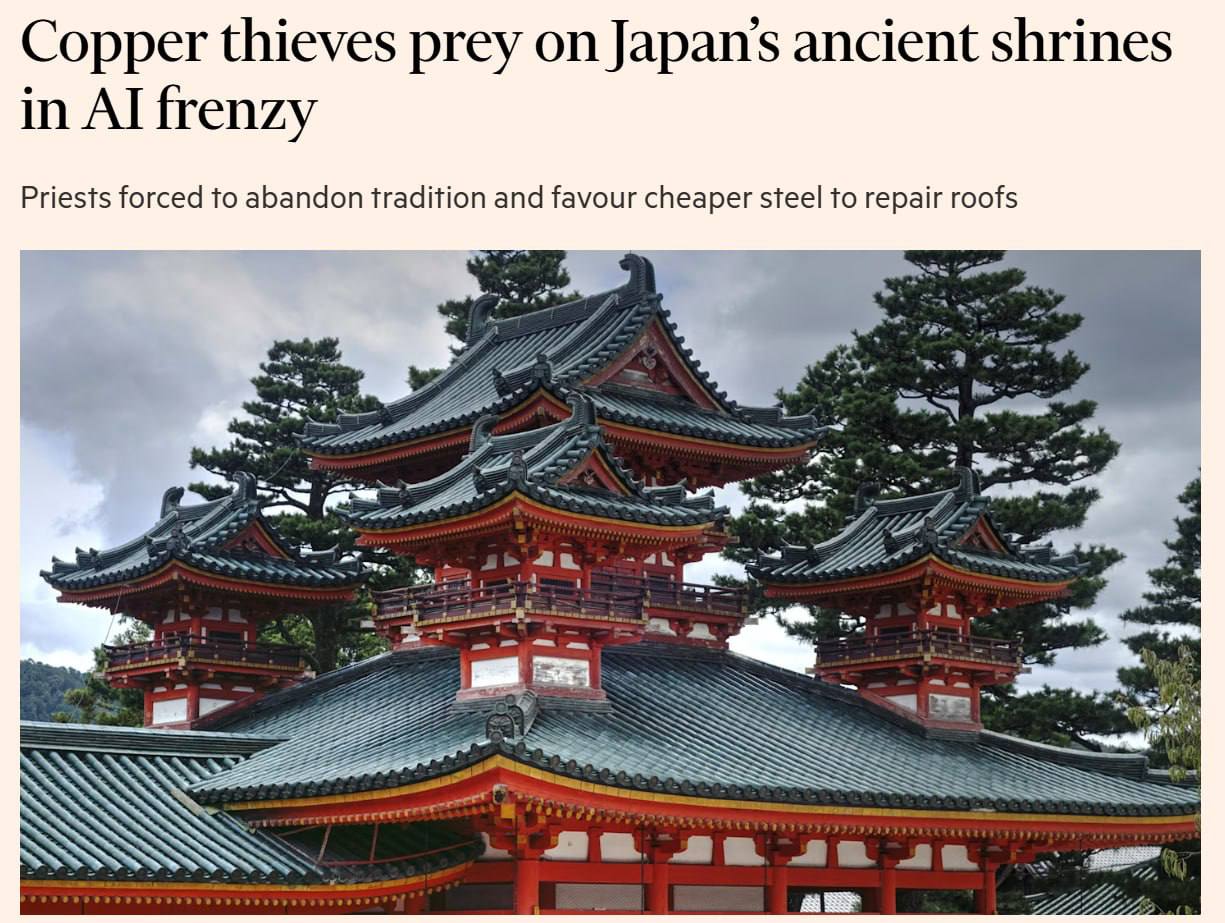 Copper thieves prey on Japan’s ancient shrines
in AI frenzy
Priests forced to abandon tradition and favour cheaper steel to repair roofs